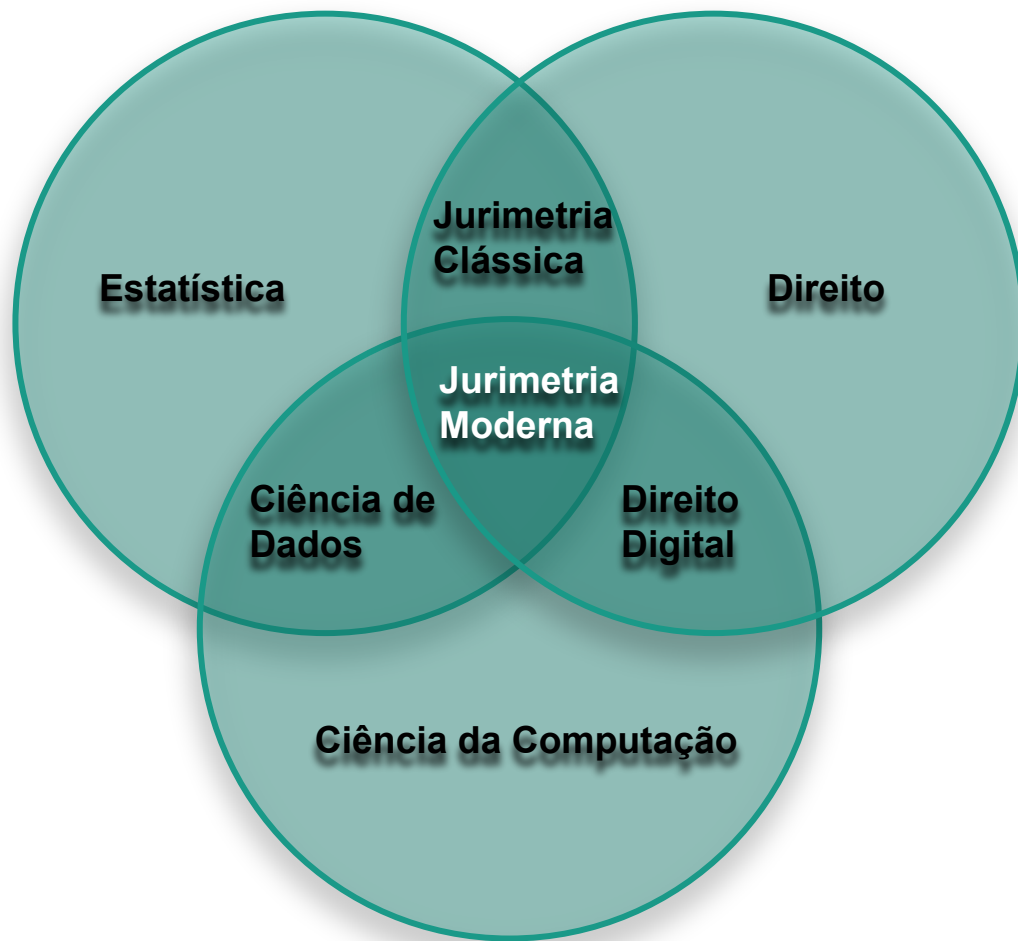 Jurimetria
Clássica
Estatística
Direito
Jurimetria
Moderna
Ciência de
Dados
Direito
Digital
Ciência da Computação